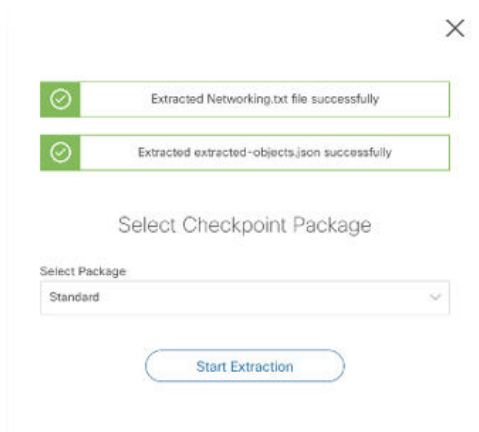 Extracted Networking.txt file successfully
Extracted extracted-objects.json successfully
Select Checkpoint Package
Select Package
Standard
Start Extraction